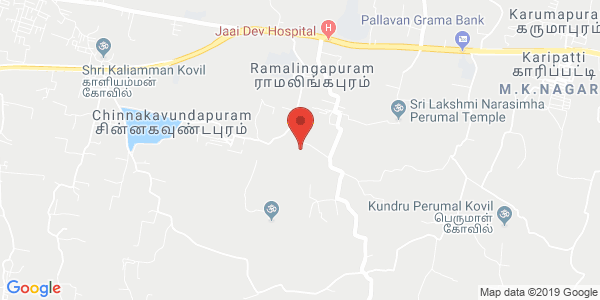 Pallavan Grama Bank
Karumapura
கருமாபுரம்
Jaai Dev Hospital
H
Shri Kaliamman Kovil
காளியம்மன்
கோவில்
Ramalingapuram
ராமலிங்கபுரம்
Karipatti
காரிப்பட்டி
M.K.NAGAR
Chinnakavundapuram
சின்னகவுண்டபுரம்
Sri Lakshmi Narasimha
Perumal Temple
Kundru Perumal Kovil
பெருமாள்
கோவில்
Google
Map data ©2019 Google